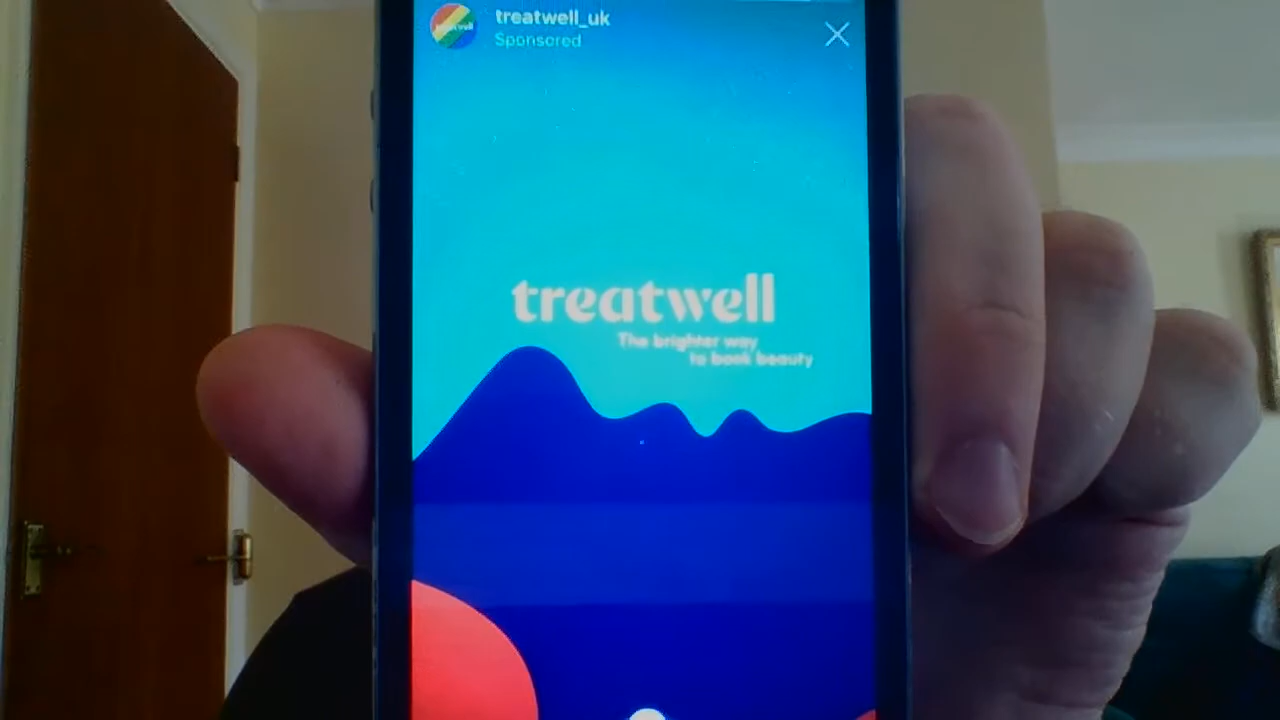 treatwell_uk
Sponsored
treatwell
The brighter way
to book beauty